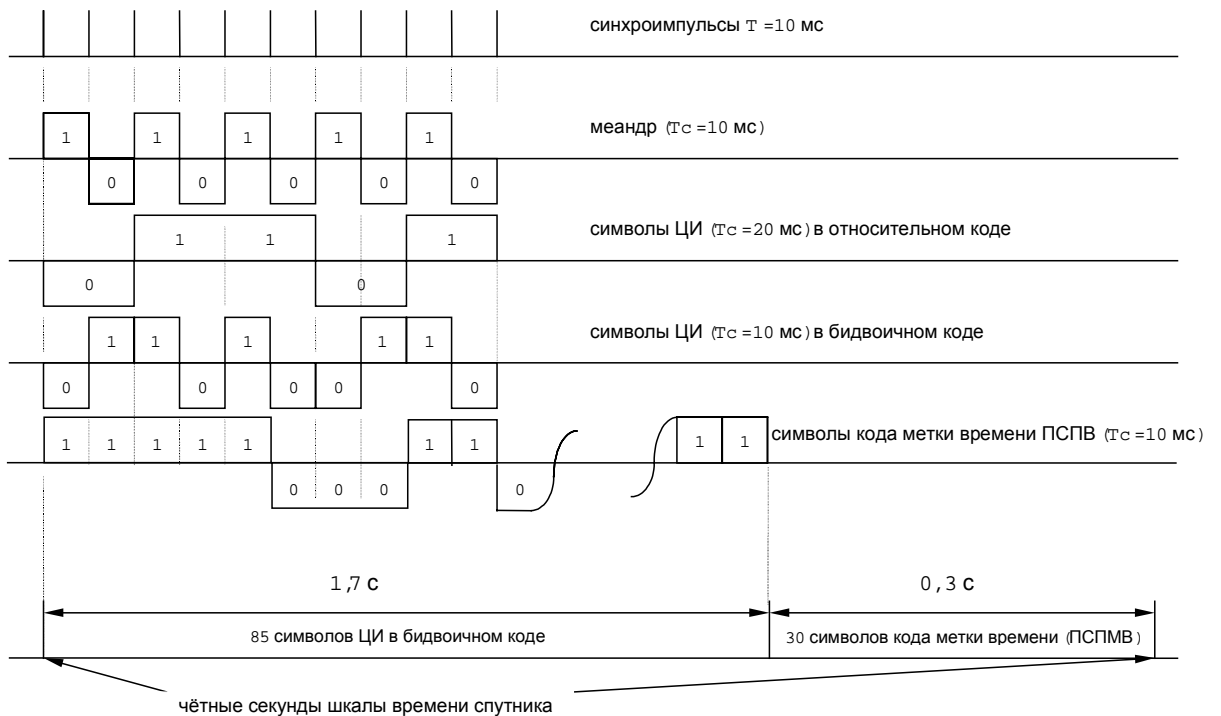 синхроимпульсы T =10 мс
меандр (Tc =10 мс)
1 1 1 1 1
0 0 0 0 0
символы ЦИ (Tc =20 мс) в относительном коде
1 1 1
0 0
символы ЦИ (Tc =10 мс) в бидвоичном коде
1 1 1 1 1
0 0 0 0 0
символы кода метки времени ПСПВ (Tc =10 мс)
1 1 1 1 1 1 1 1 1
0 0 0 0
1,7 с 0,3 с
85 символов ЦИ в бидвоичном коде 30 символов кода метки времени (ПСПМВ)
чётные секунды шкалы времени спутника